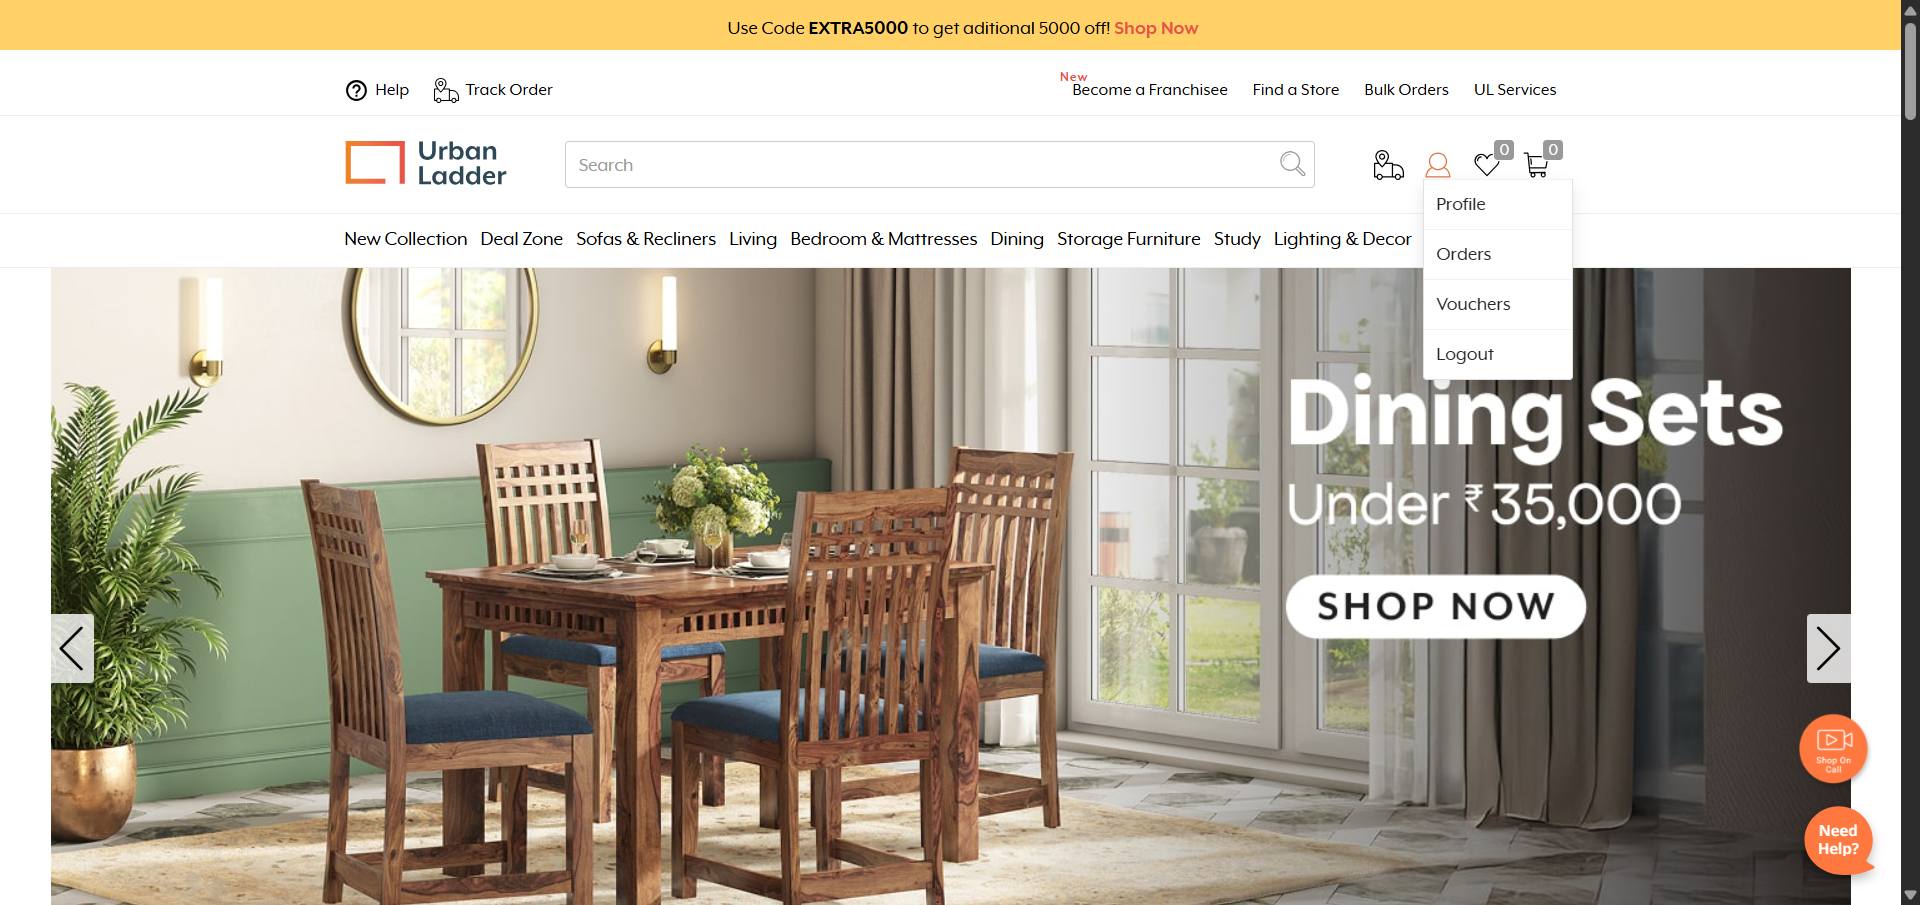 Use Code EXTRA5000 to get aditional 5000 off! Shop Now
Help
Track Order
New
Become a Franchisee
Find a Store
Bulk Orders
UL Services
Urban
Ladder
Search
0
0
Profile
Orders
Vouchers
Logout
New Collection
Deal Zone
Sofas & Recliners
Living
Bedroom & Mattresses
Dining
Storage Furniture
Study
Lighting & Decor
Dining Sets
Under ₹35,000
SHOP NOW
Shop On
Call
Need
Help?